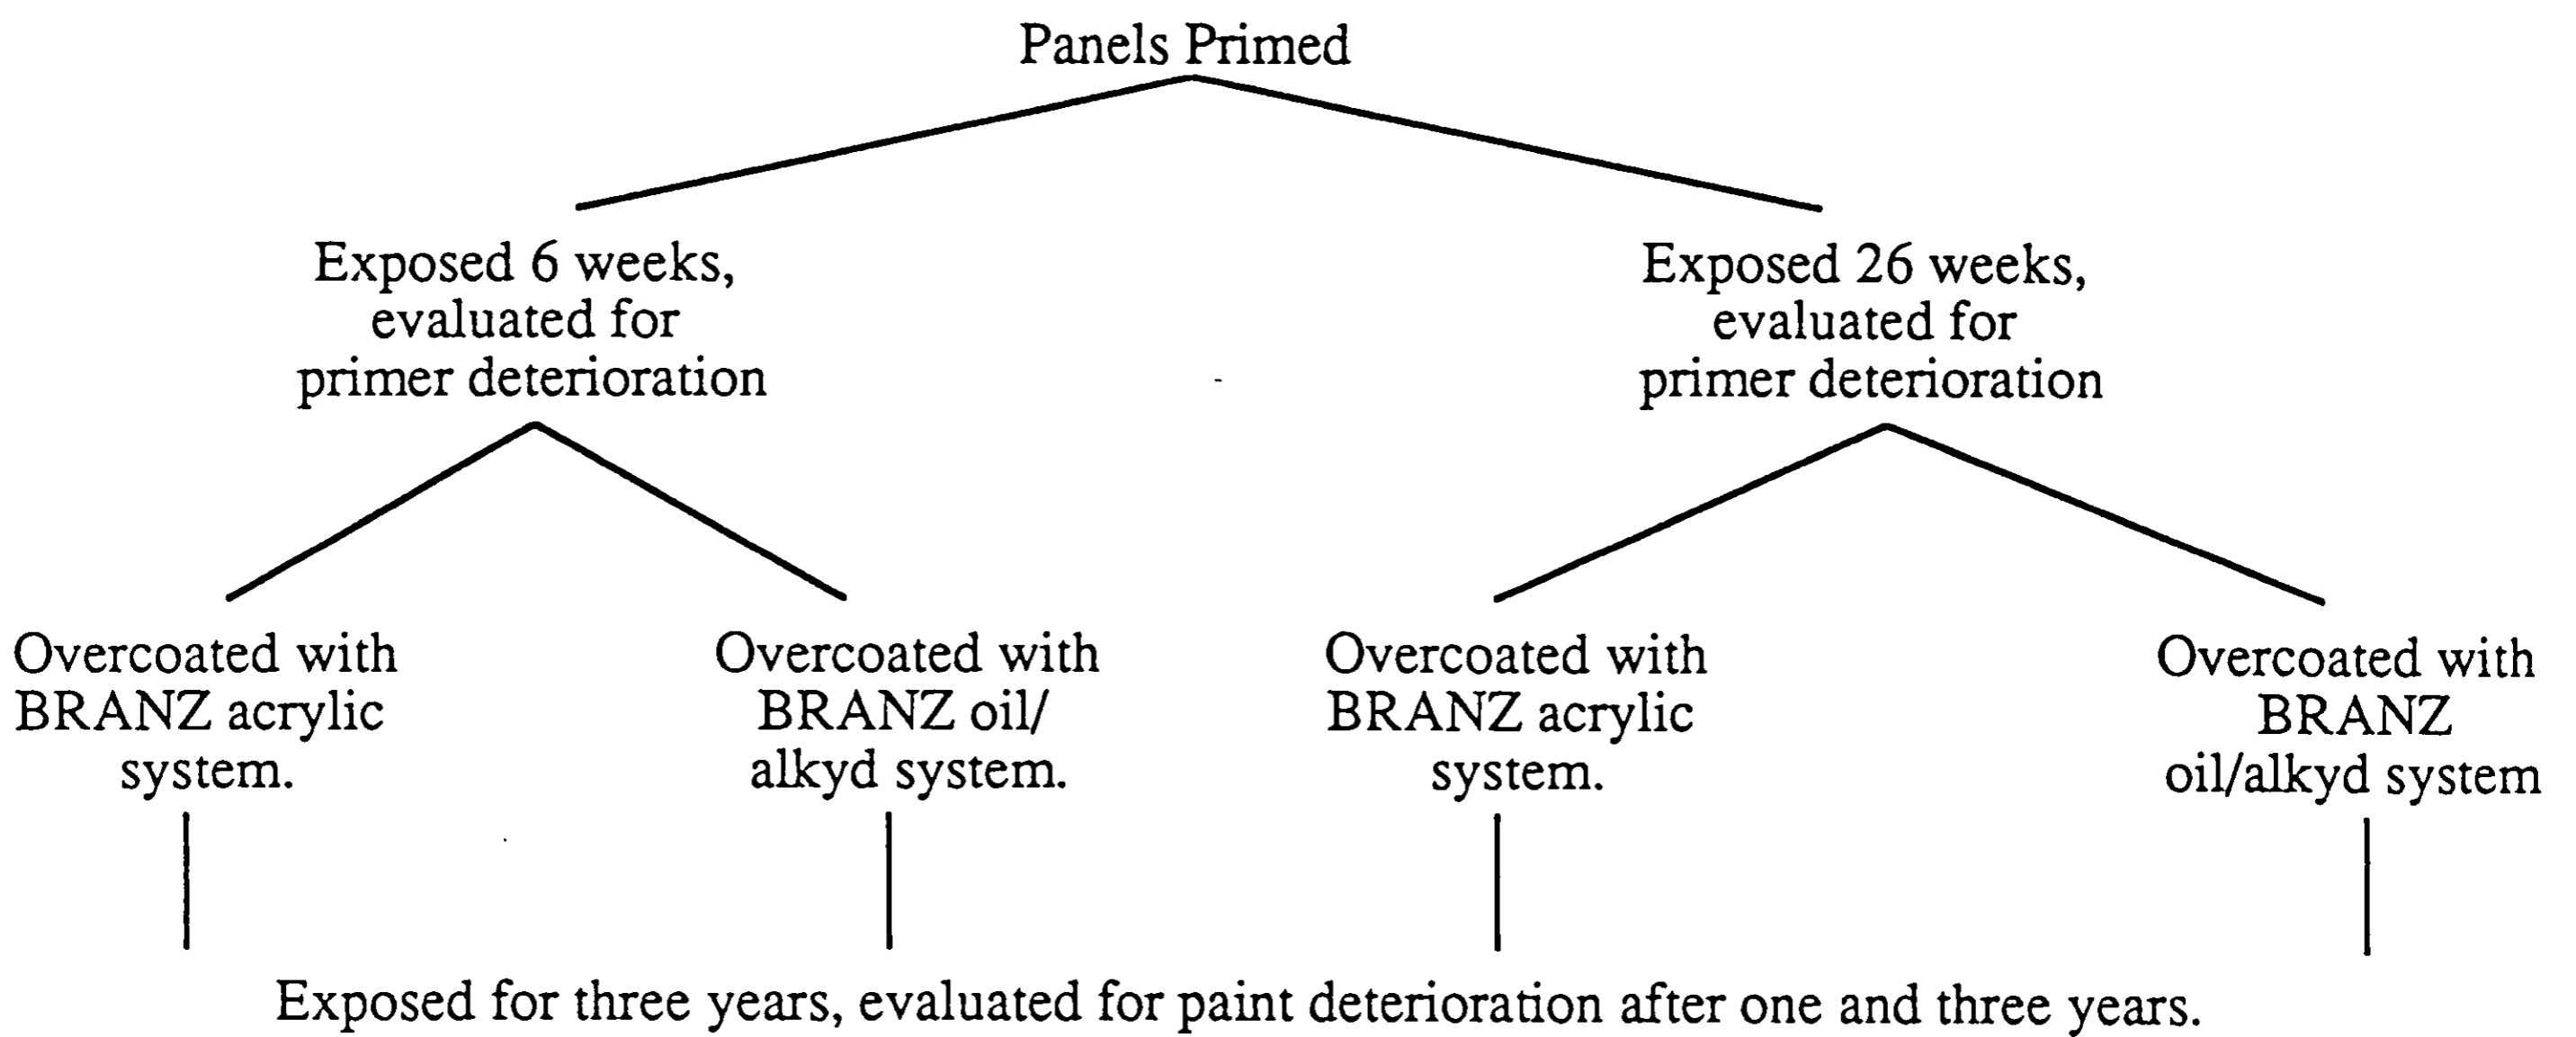 Panels Primed
Exposed 6 weeks,
evaluated for
primer deterioration
Exposed 26 weeks,
evaluated for
primer deterioration
Overcoated with
BRANZ acrylic
system.
Overcoated with
BRANZ oil/
alkyd system.
Overcoated with
BRANZ acrylic
system.
Overcoated with
BRANZ
oil/alkyd system
Exposed for three years, evaluated for paint deterioration after one and three years.